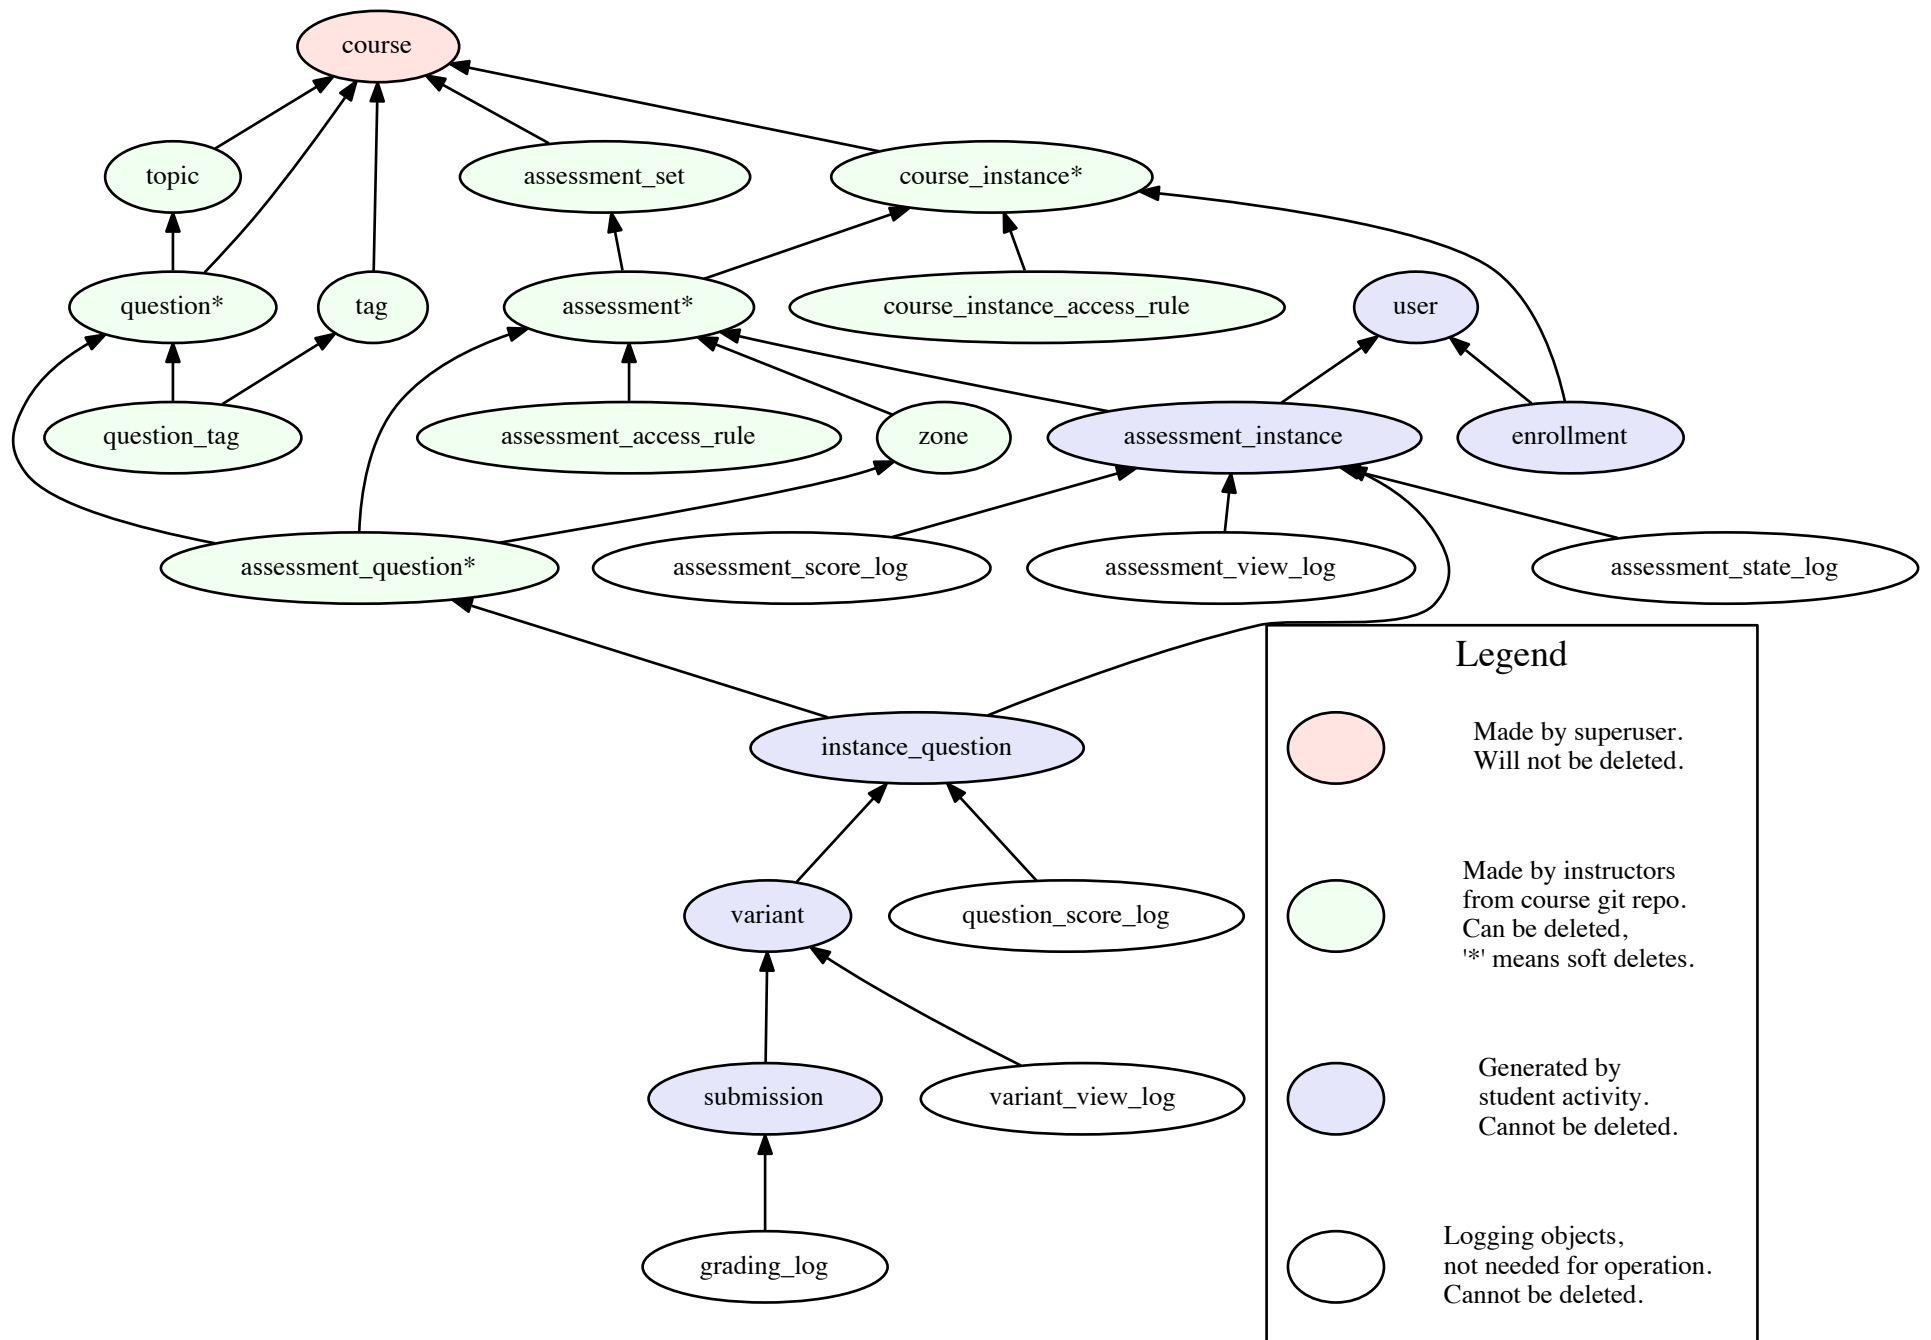 course
topic
assessment_set
course_instance*
question*
tag
assessment*
course_instance_access_rule
user
question_tag
assessment_access_rule
zone
assessment_instance
enrollment
assessment_question*
assessment_score_log
assessment_view_log
assessment_state_log
instance_question
variant
question_score_log
submission
variant_view_log
grading_log
Legend
Made by superuser.
Will not be deleted.
Made by instructors
from course git repo.
Can be deleted,
'*' means soft deletes.
Generated by
student activity.
Cannot be deleted.
Logging objects,
not needed for operation.
Cannot be deleted.